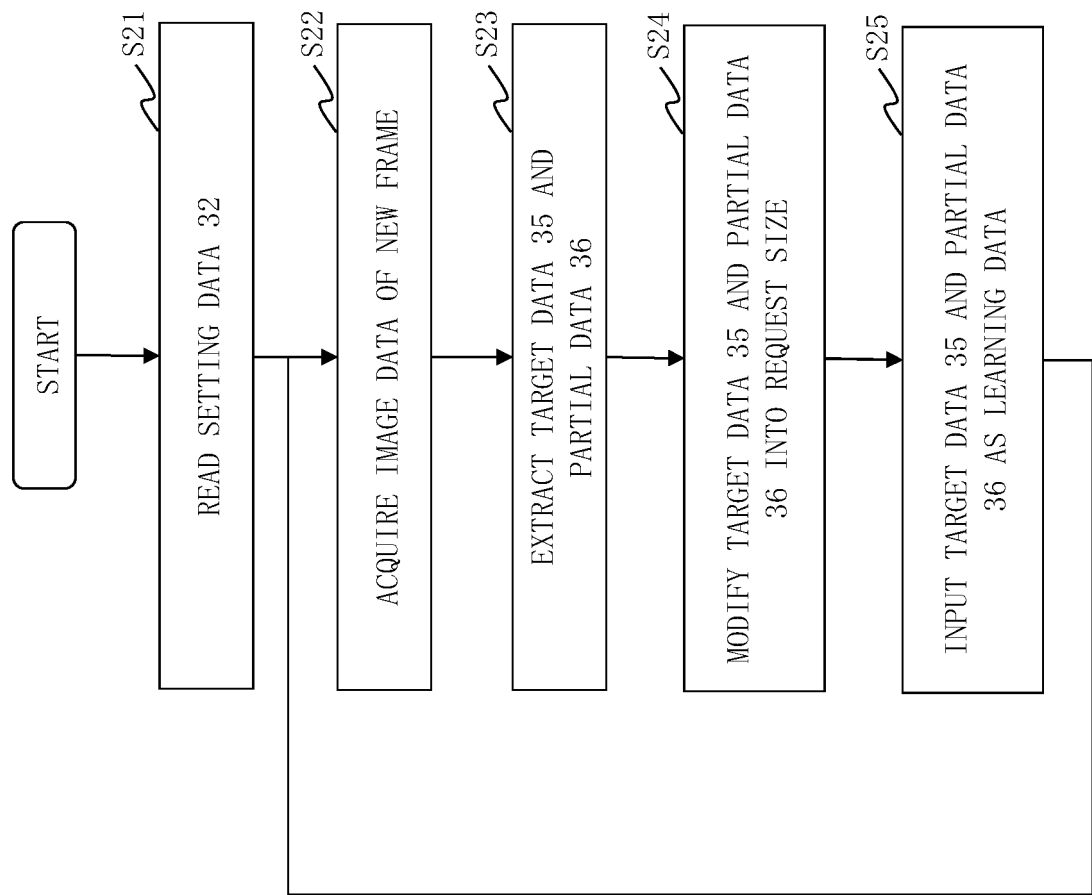 START
S21
READ SETTING DATA 32
S22
ACQUIRE IMAGE DATA OF NEW FRAME
S23
EXTRACT TARGET DATA 35 AND
PARTIAL DATA 36
S24
MODIFY TARGET DATA 35 AND PARTIAL DATA
36 INTO REQUEST SIZE
S25
INPUT TARGET DATA 35 AND PARTIAL DATA
36 AS LEARNING DATA